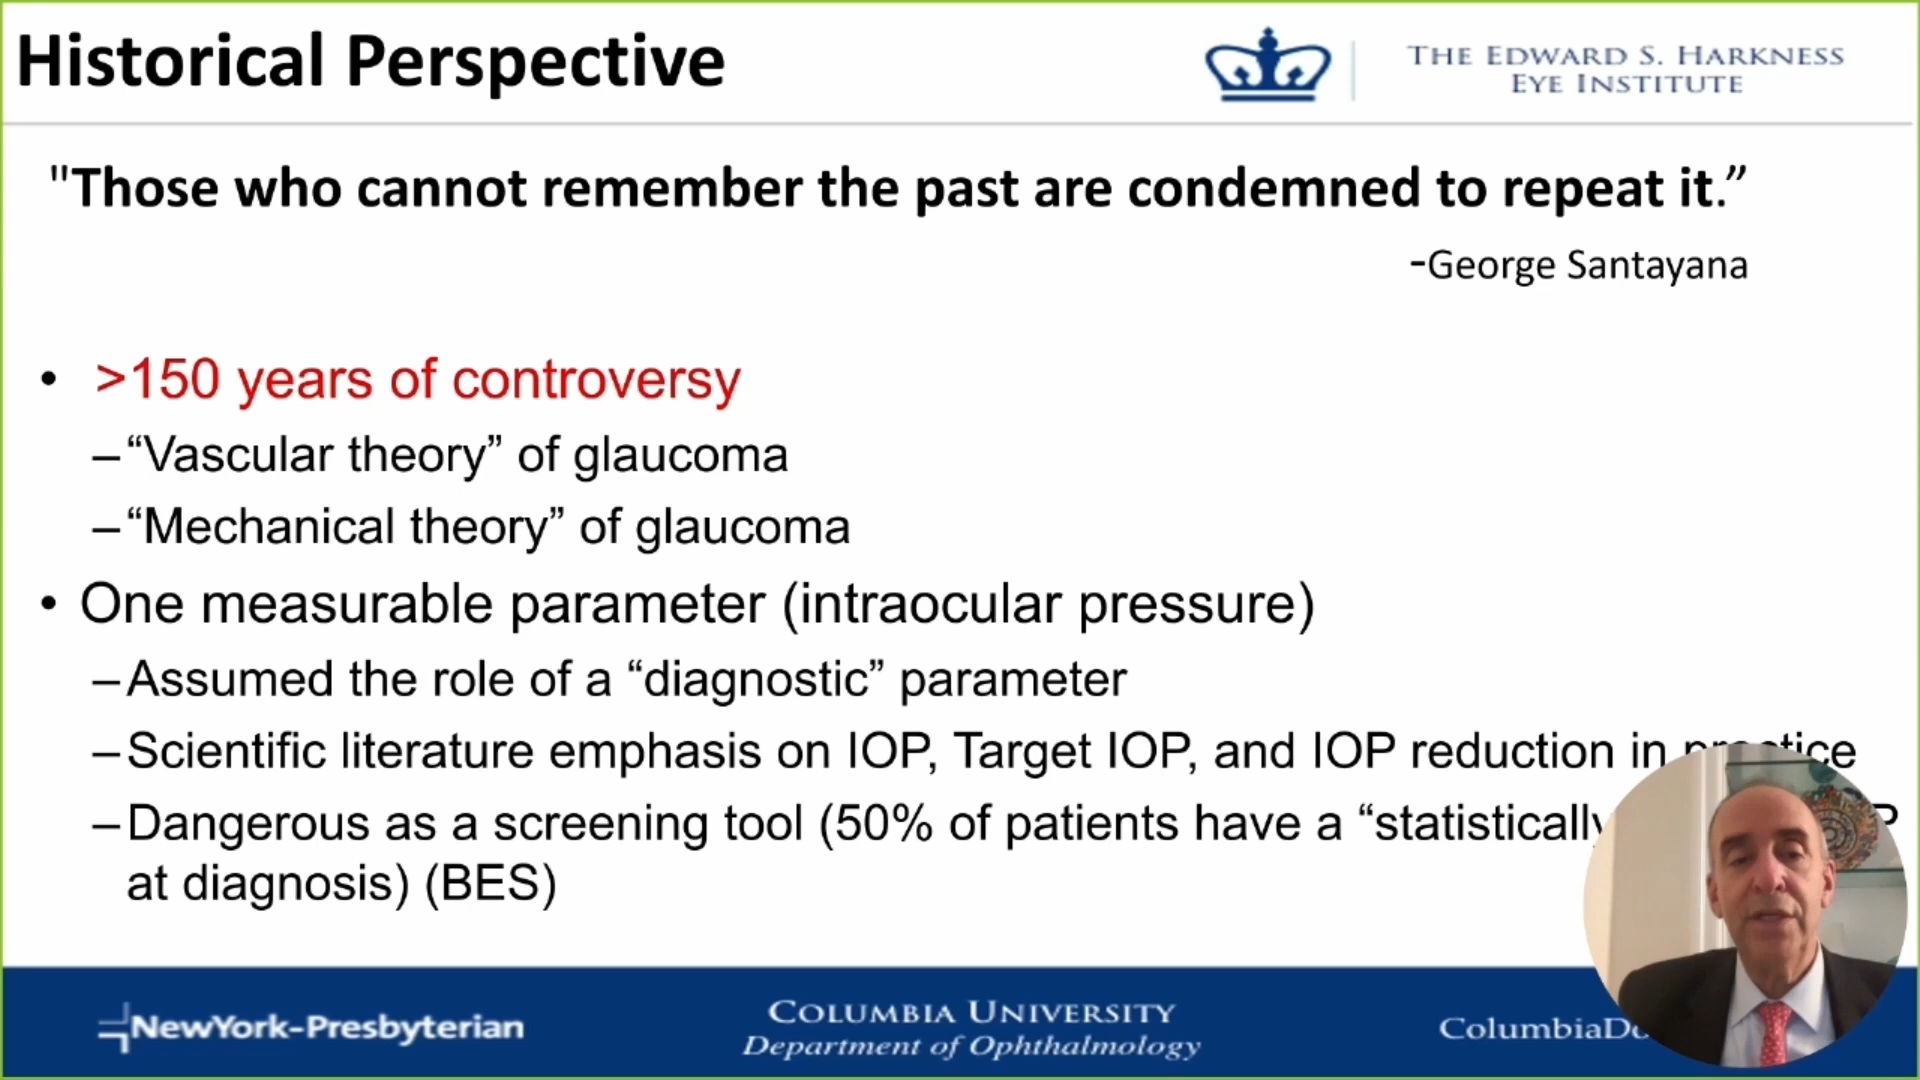 Historical Perspective
THE EDWARD S. HARKNESS
EYE INSTITUTE
"Those who cannot remember the past are condemned to repeat it.”
-George Santayana
• >150 years of controversy
–“Vascular theory” of glaucoma
–“Mechanical theory” of glaucoma
• One measurable parameter (intraocular pressure)
–Assumed the role of a “diagnostic” parameter
–Scientific literature emphasis on IOP, Target IOP, and IOP reduction in practice
–Dangerous as a screening tool (50% of patients have a “statistically
at diagnosis) (BES)
NewYork-Presbyterian
COLUMBIA UNIVERSITY
Department of Ophthalmology